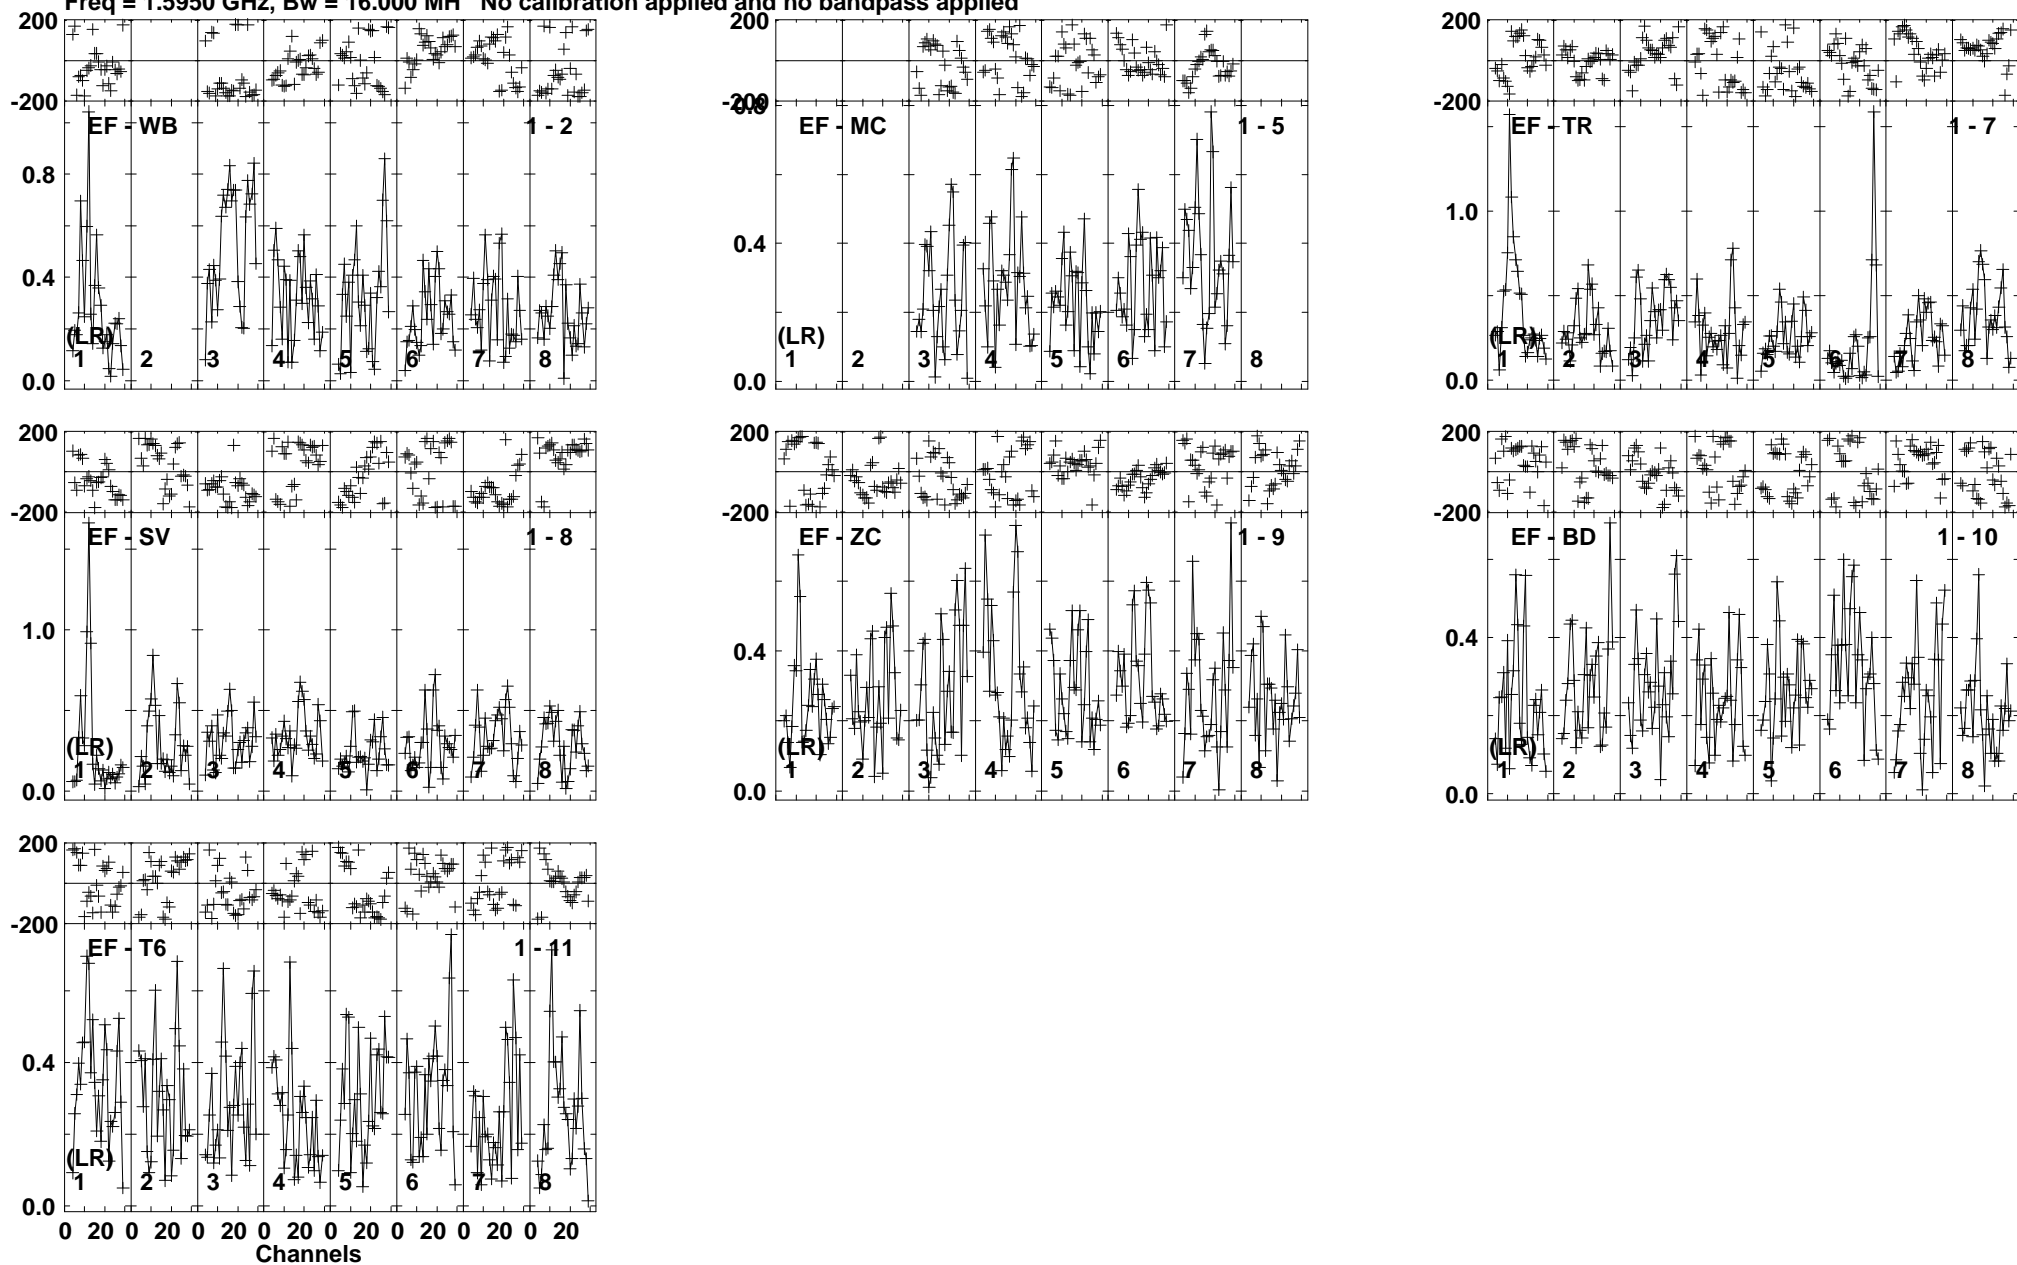 Freq = 1.5950 GHz, Bw = 16.000 MH No calibration applied and no bandpass applied
200
-200
EF - WB 1 - 2
0.8
0.4
0.0
(LR)
1 2 3 4 5 6 7 8
200
-200
0.8
EF - MC 1 - 5
0.4
0.0
(LR)
1 2 3 4 5 6 7 8
200
-200
EF - TR 1 - 7
1.0
0.0
(LR)
1 2 3 4 5 6 7 8
200
-200
EF - SV 1 - 8
1.0
0.0
(LR)
1 2 3 4 5 6 7 8
200
-200
EF - ZC 1 - 9
0.4
0.0
(LR)
1 2 3 4 5 6 7 8
200
-200
EF - BD 1 - 10
0.4
0.0
(LR)
1 2 3 4 5 6 7 8
200
-200
EF - T6 1 - 11
0.4
0.0
(LR)
1 2 3 4 5 6 7 8
0 20 0 20 0 20 0 20 0 20 0 20 0 20 0 20
Channels